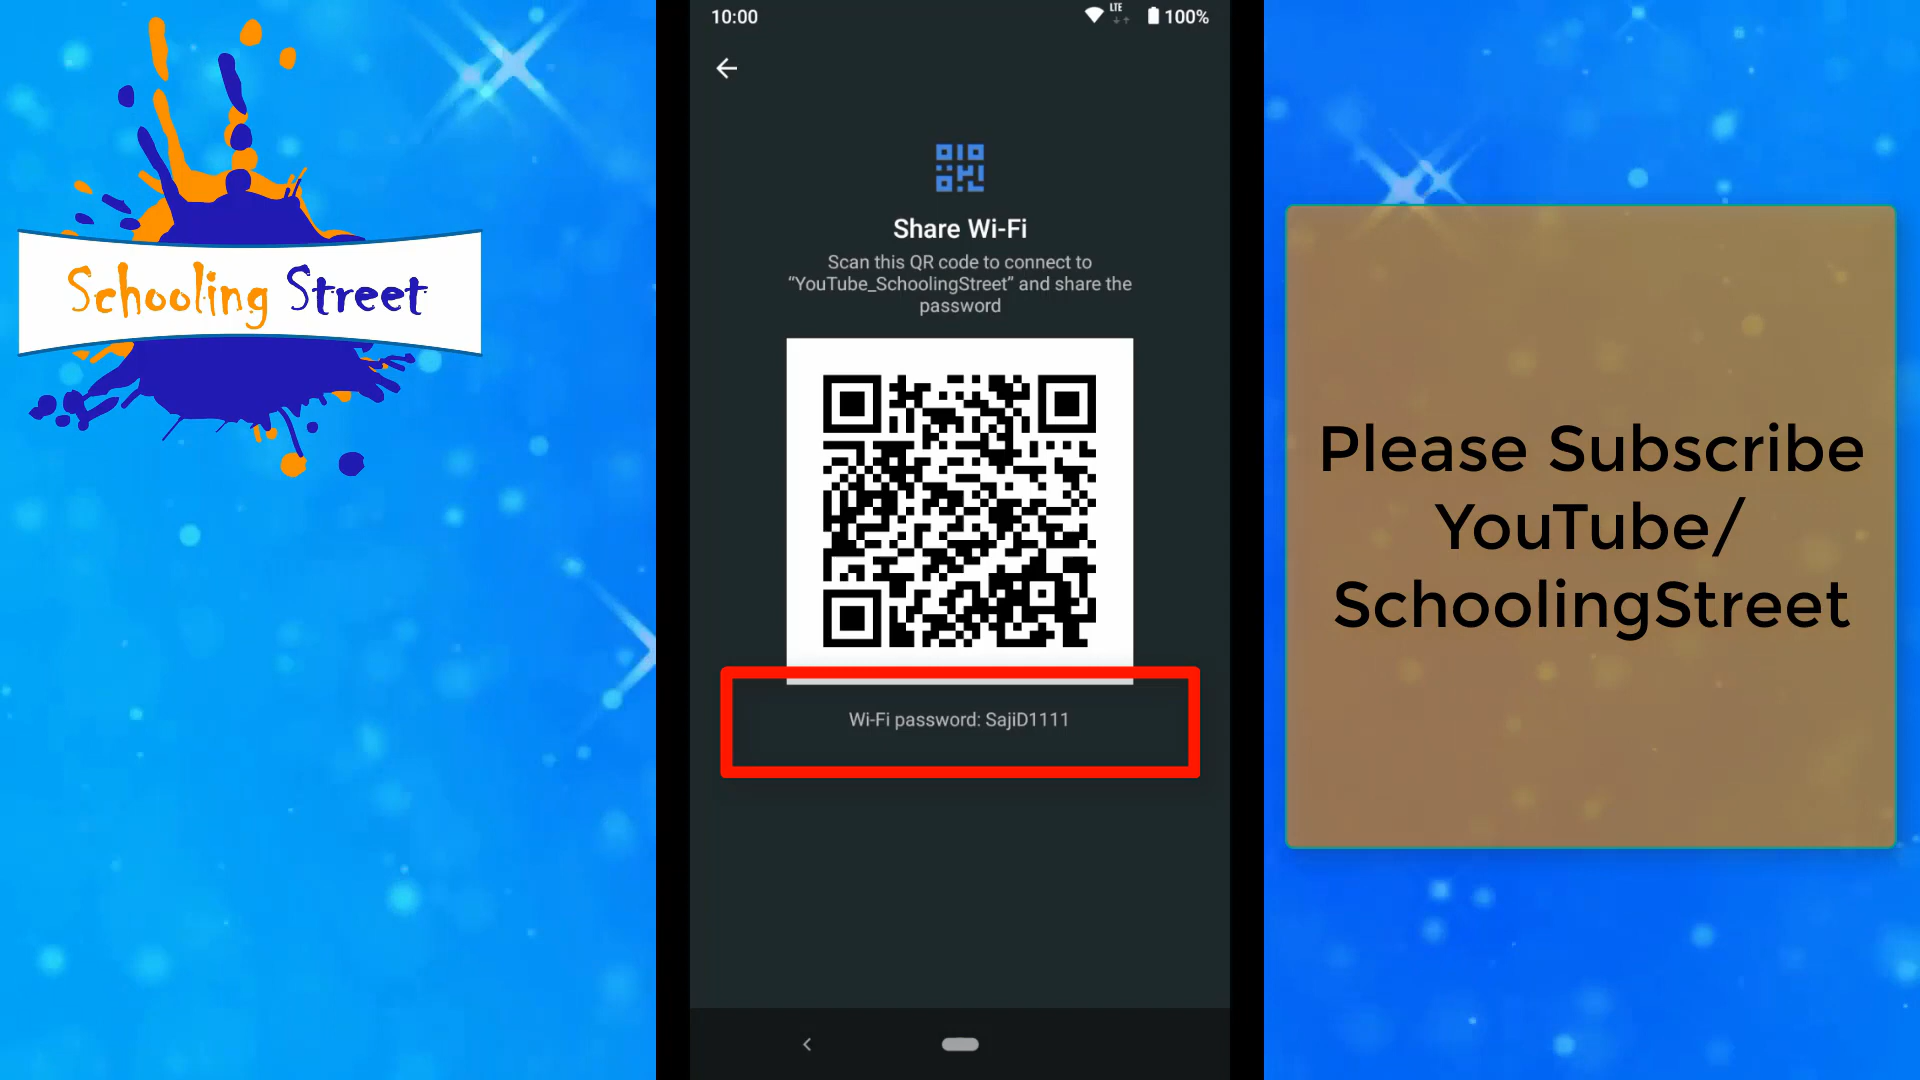 Schooling Street
10:00
LTE
100%
Share Wi-Fi
Scan this QR code to connect to
“YouTube_SchoolingStreet” and share the
password
Wi-Fi password: SajiD1111
Please Subscribe
YouTube/
SchoolingStreet